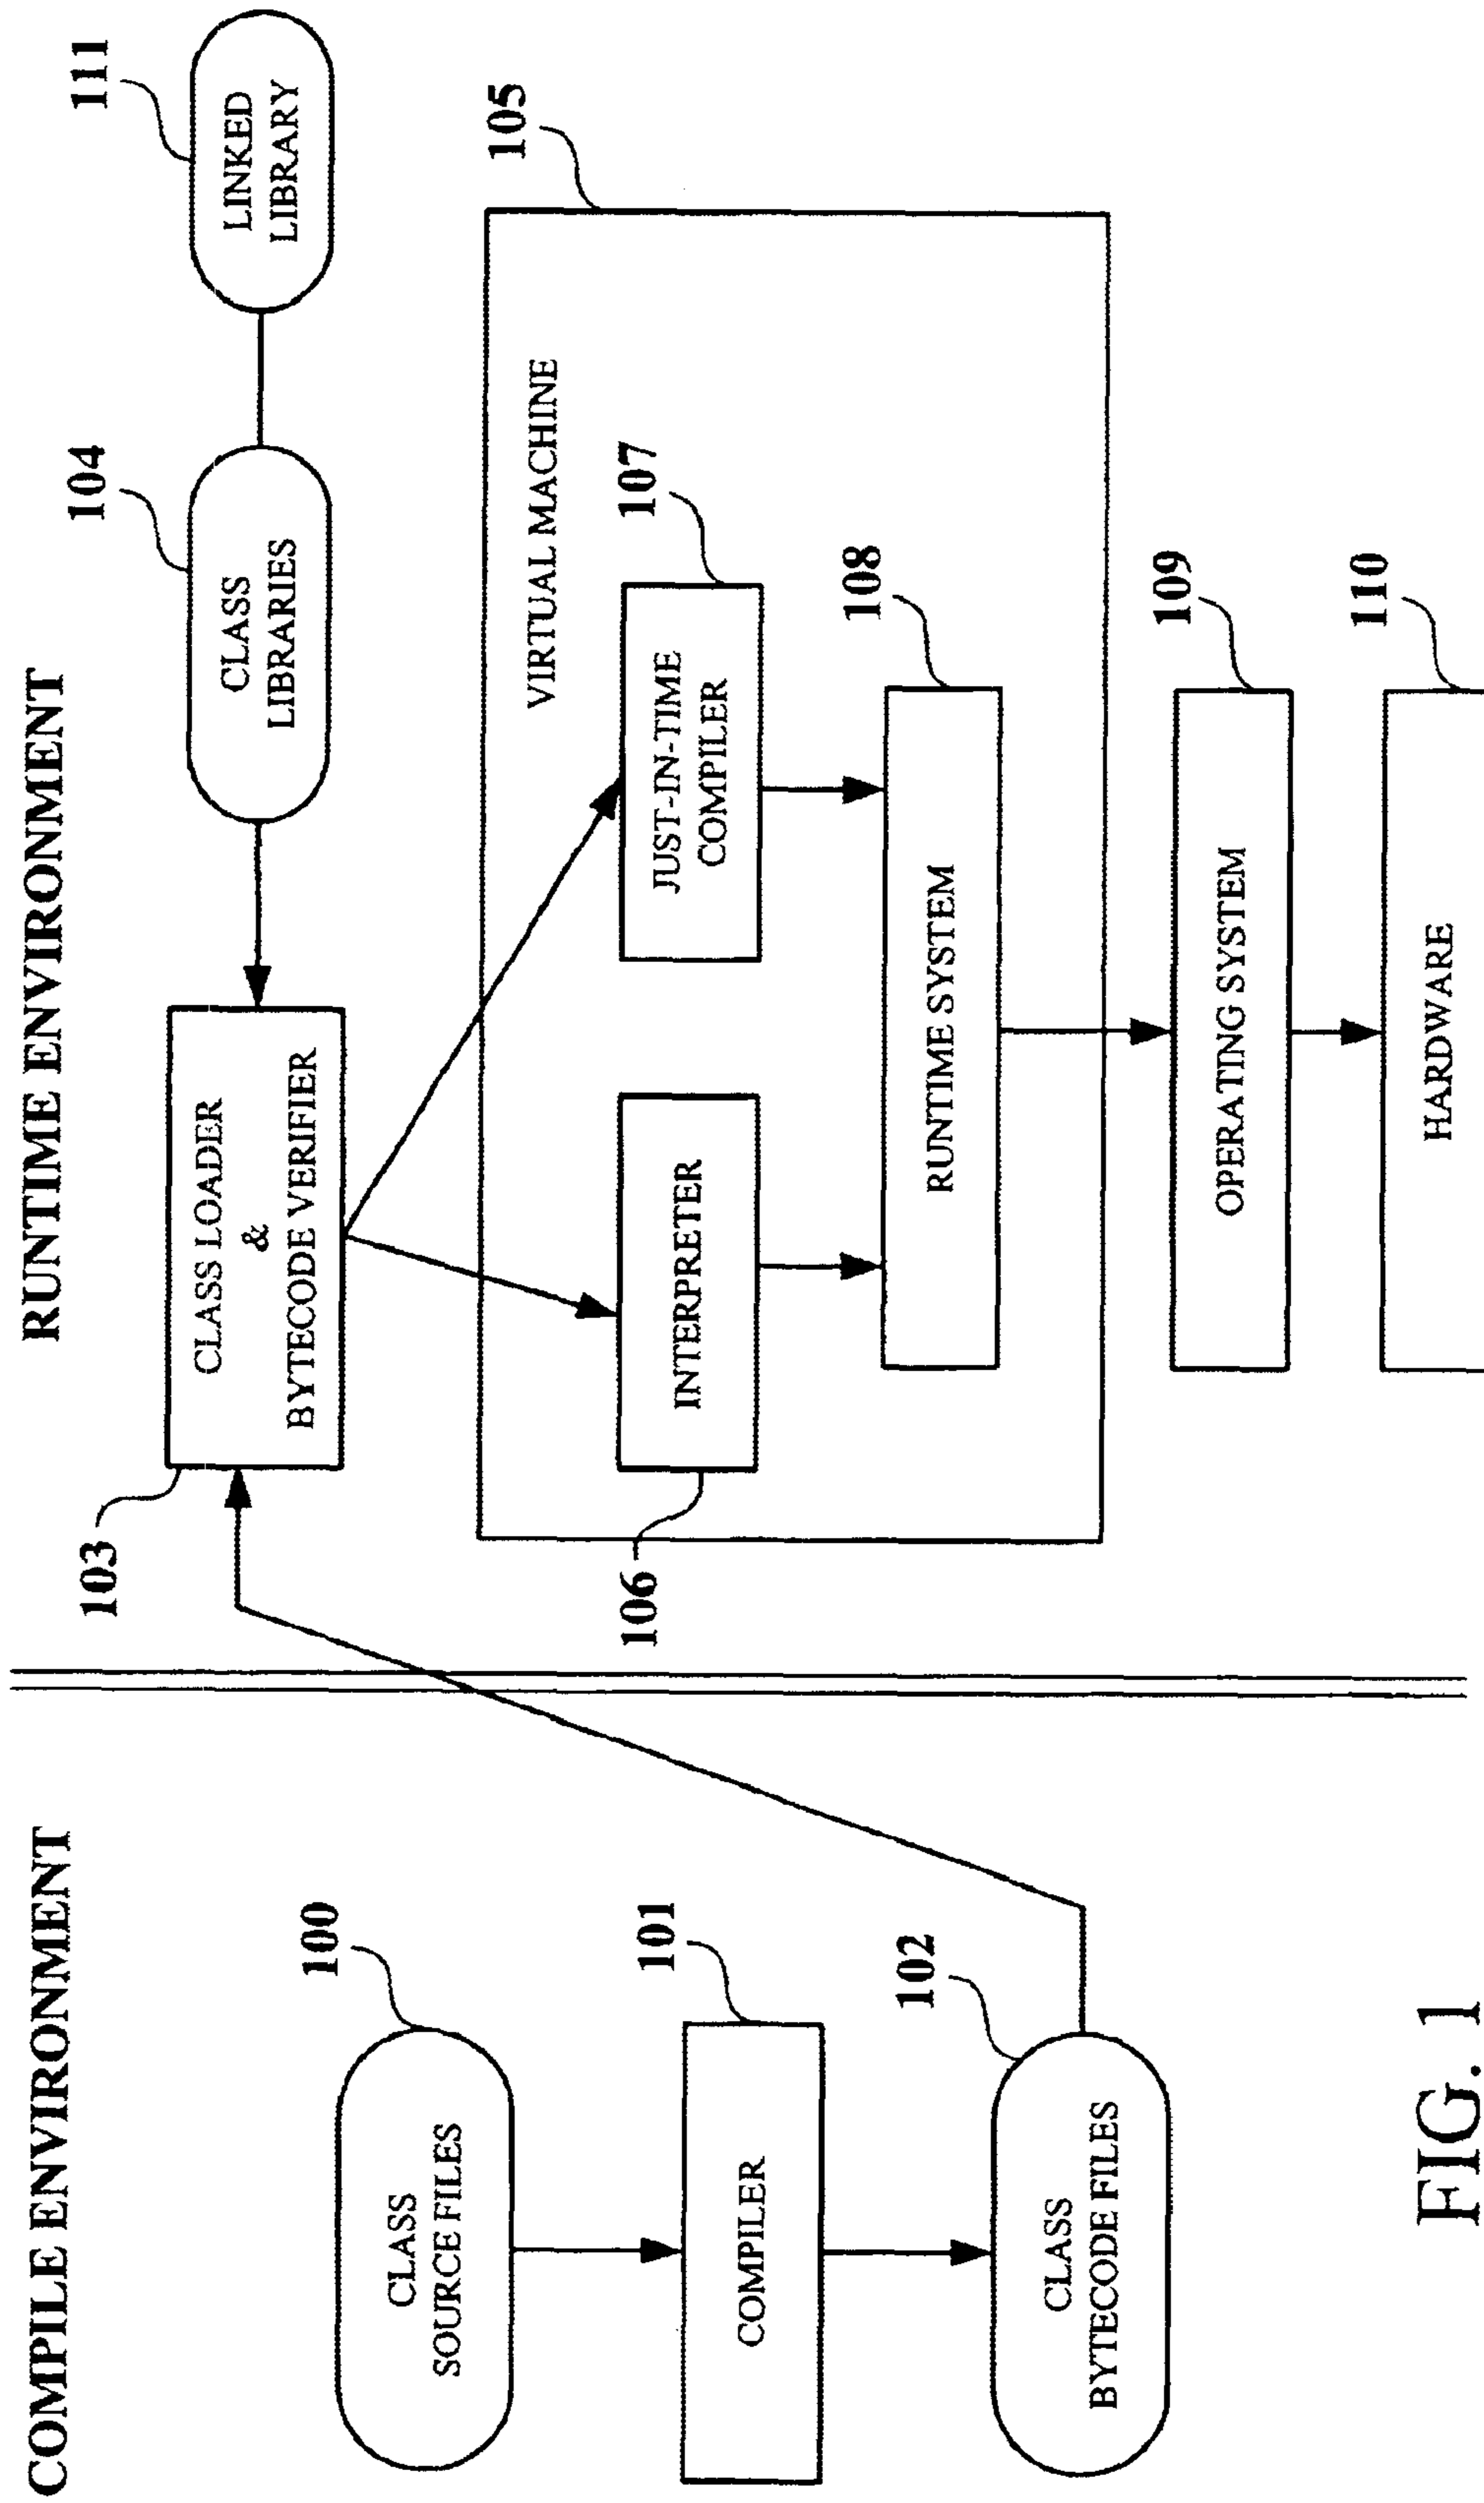 COMPILE ENVIRONMENT
100
CLASS
SOURCE FILES
101
COMPILER
102
CLASS
BYTECODE FILES
RUNTIME ENVIRONMENT
103
CLASS LOADER
&
BYTECODE VERIFIER
104
CLASS
LIBRARIES
111
LINKED
LIBRARY
105
VIRTUAL MACHINE
106
INTERPRETER
107
JUST-IN-TIME
COMPILER
108
RUNTIME SYSTEM
109
OPERATING SYSTEM
110
HARDWARE
FIG. 1